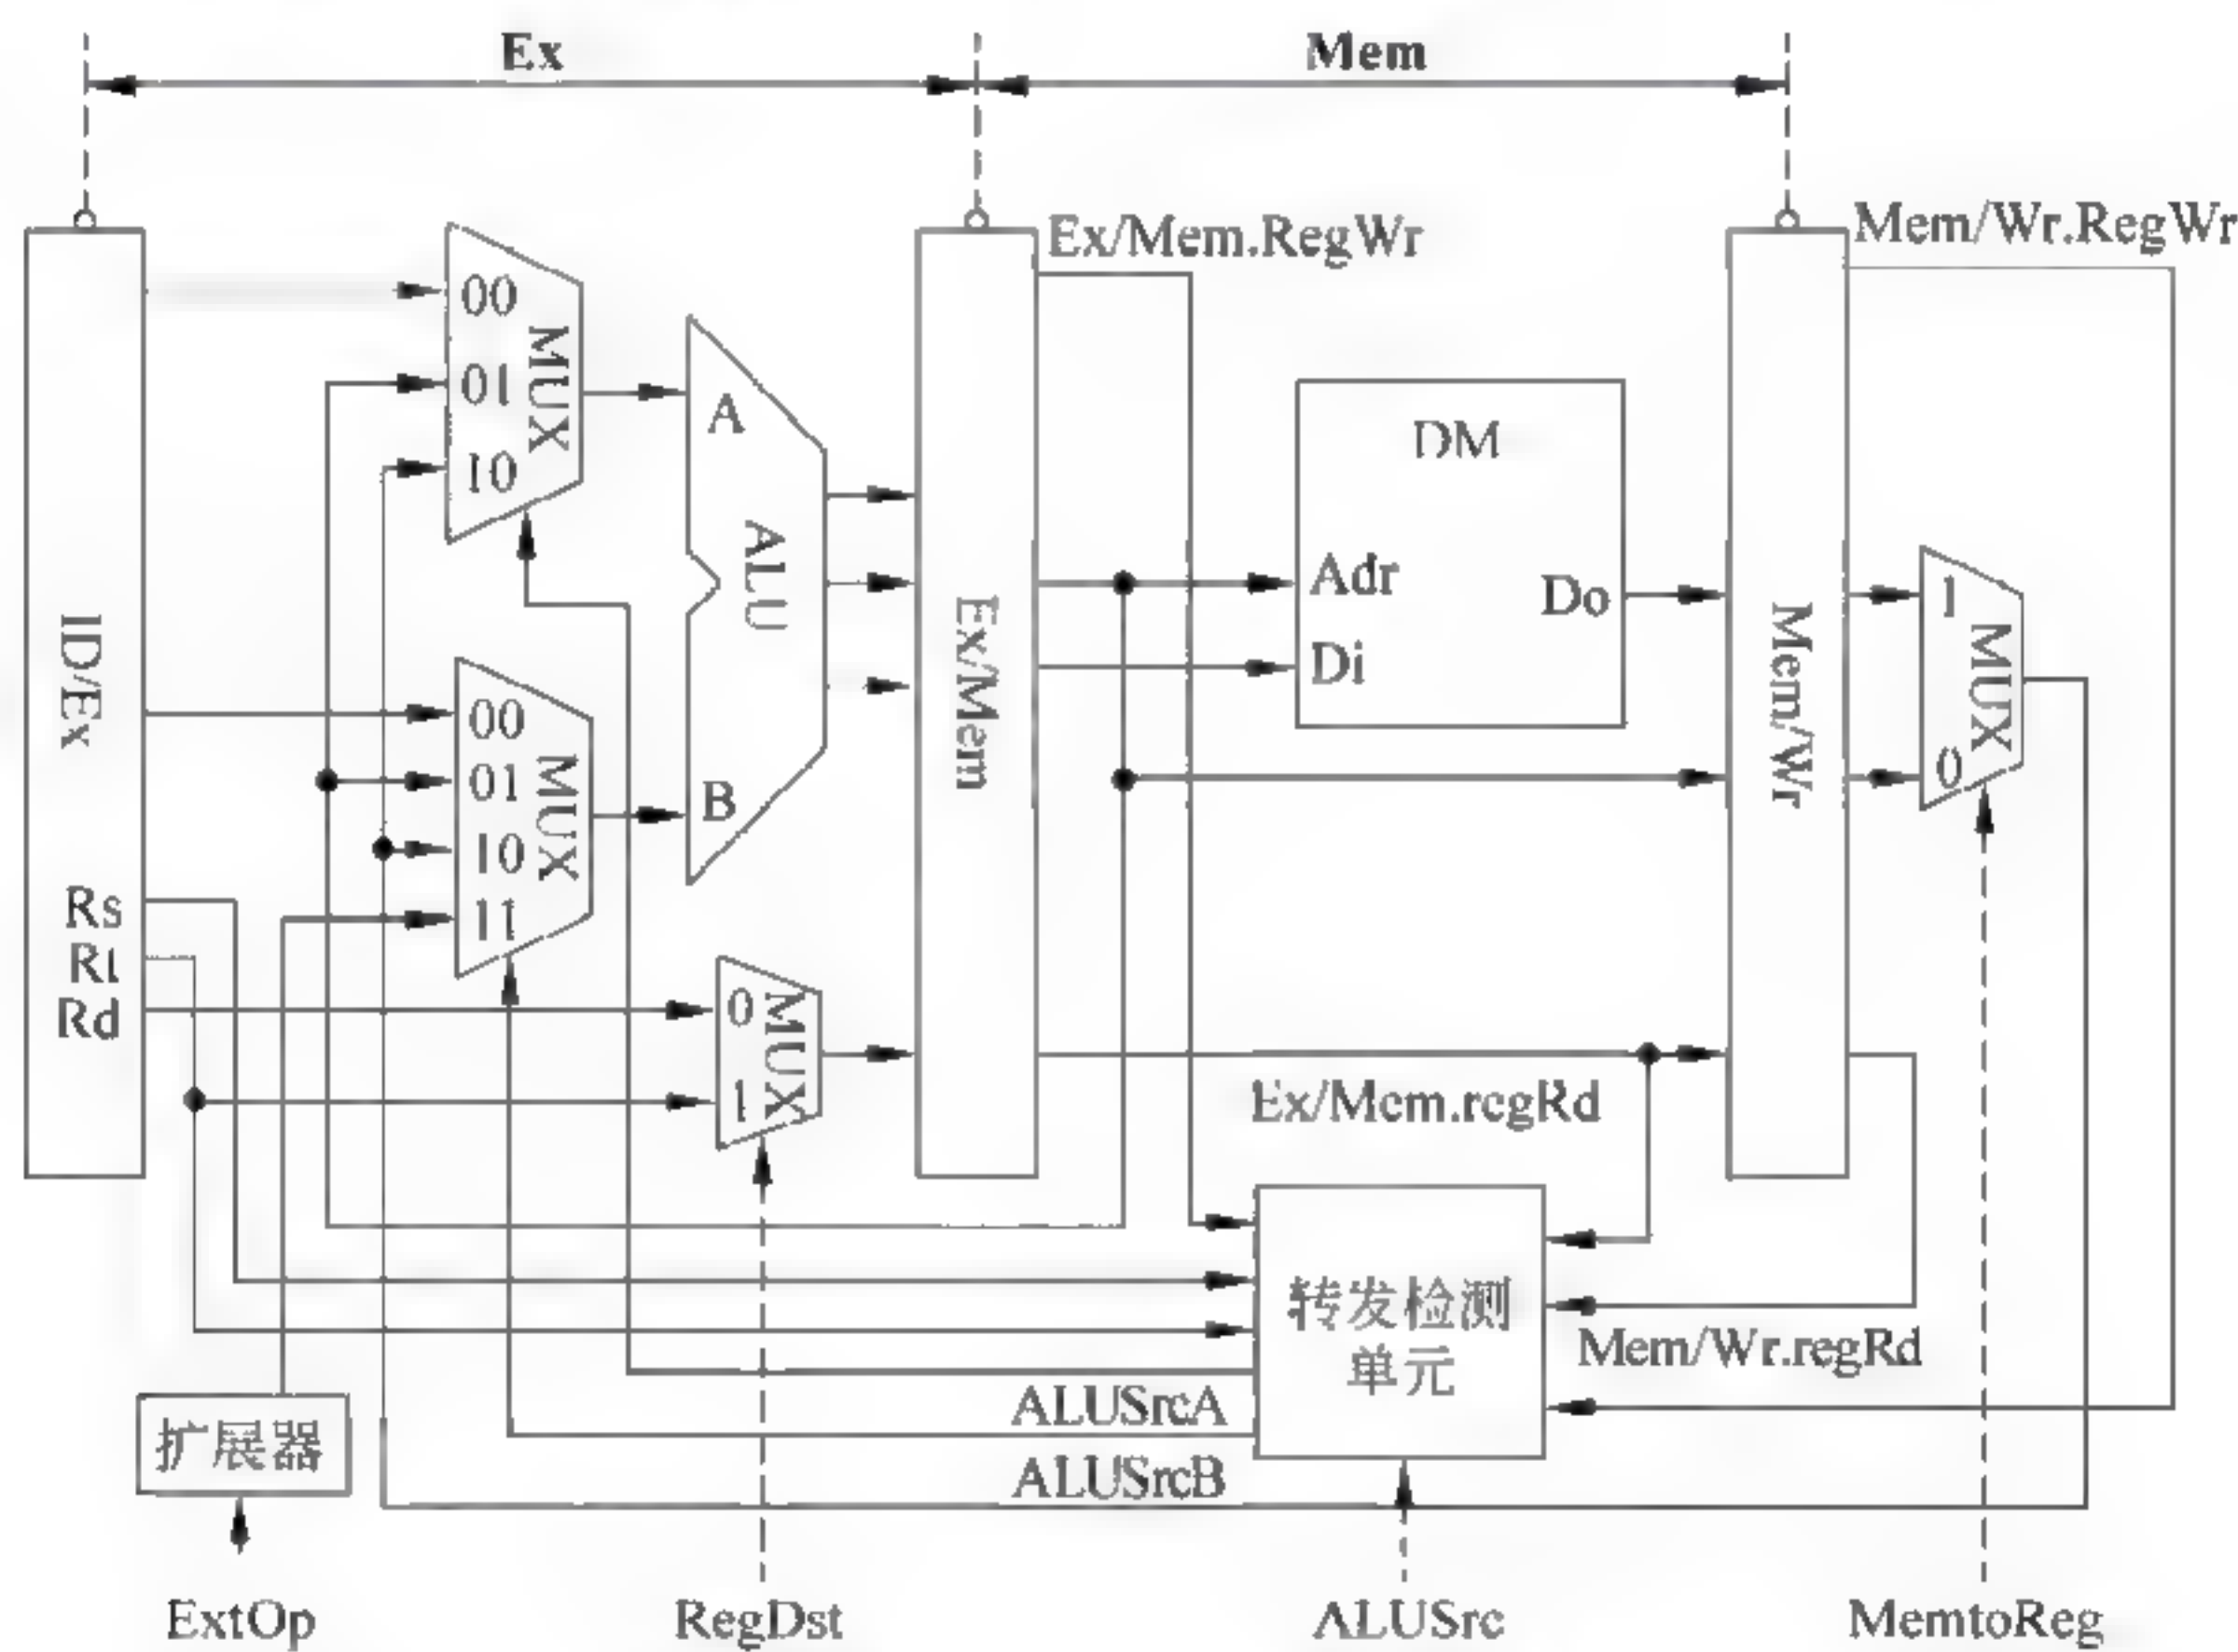 Ex
Mem
Ex/Mem.RegWr
Mem/Wr.RegWr
00
01
10
MUX
A
ALU
B
DM
Adr
Do
Di
ID/Ex
Ex/Mem
Mem/Wr
1
MUX
0
00
01
10
11
MUX
Rs
Rt
Rd
0
MUX
1
Ex/Mem.regRd
转发检测
单元
Mem/Wr.regRd
ALUSrcA
扩展器
ALUSrcB
ExtOp
RegDst
ALUSrc
MemtoReg